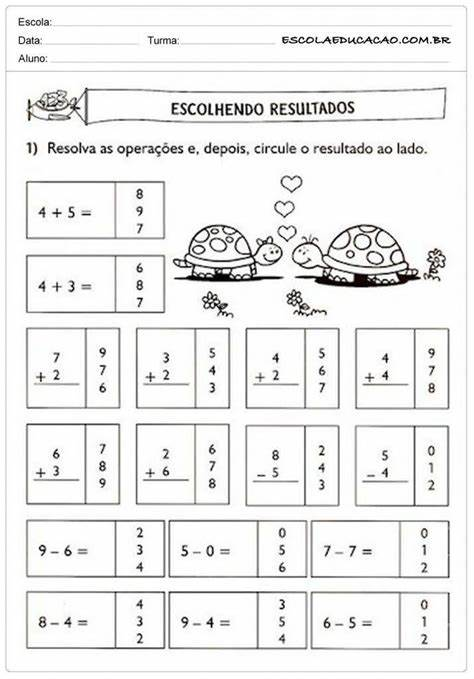 Escola:
Data: Turma: ESCOLAEDUCACAO.COM.BR
Aluno:
ESCOLHENDO RESULTADOS
1) Resolva as operações e, depois, circule o resultado ao lado.
4 + 5 = 8 9 7
4 + 3 = 6 8 7
7 + 2 9 7 6
3 + 2 5 4 3
4 + 2 5 6 7
4 + 4 9 7 8
6 + 3 7 8 9
2 + 6 6 7 8
8 – 5 2 4 3
5 – 4 0 1 2
9 – 6 = 2 3 4
5 – 0 = 0 5 6
7 – 7 = 0 1 2
8 – 4 = 4 3 2
9 – 4 = 3 5 4
6 – 5 = 0 1 2